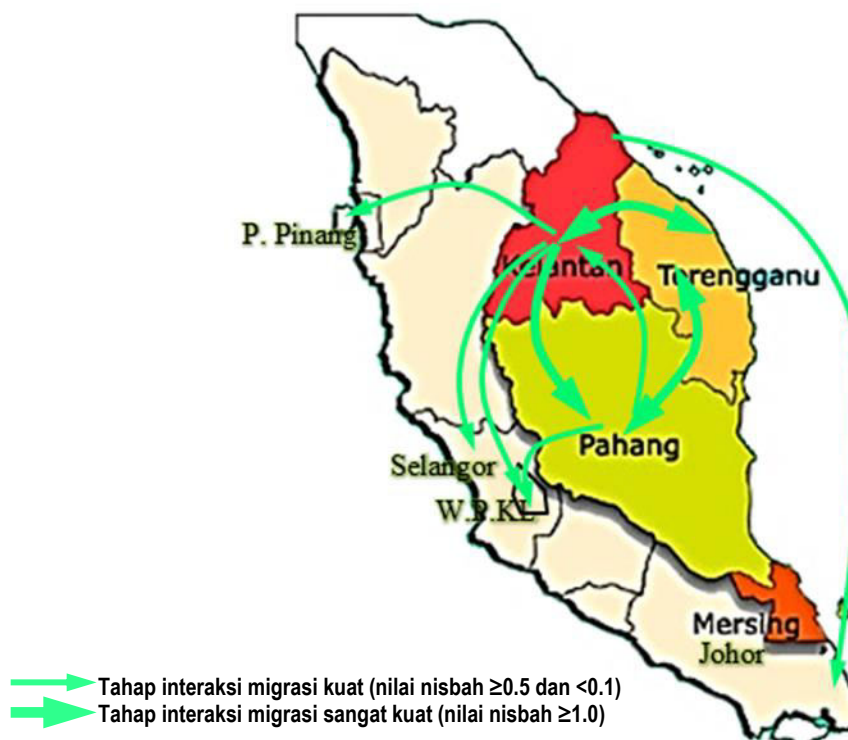 P. Pinang
Kelantan
Terengganu
Pahang
Selangor
W.P.KL
Mersing
Johor
Tahap interaksi migrasi kuat (nilai nisbah ≥0.5 dan <0.1)
Tahap interaksi migrasi sangat kuat (nilai nisbah ≥1.0)